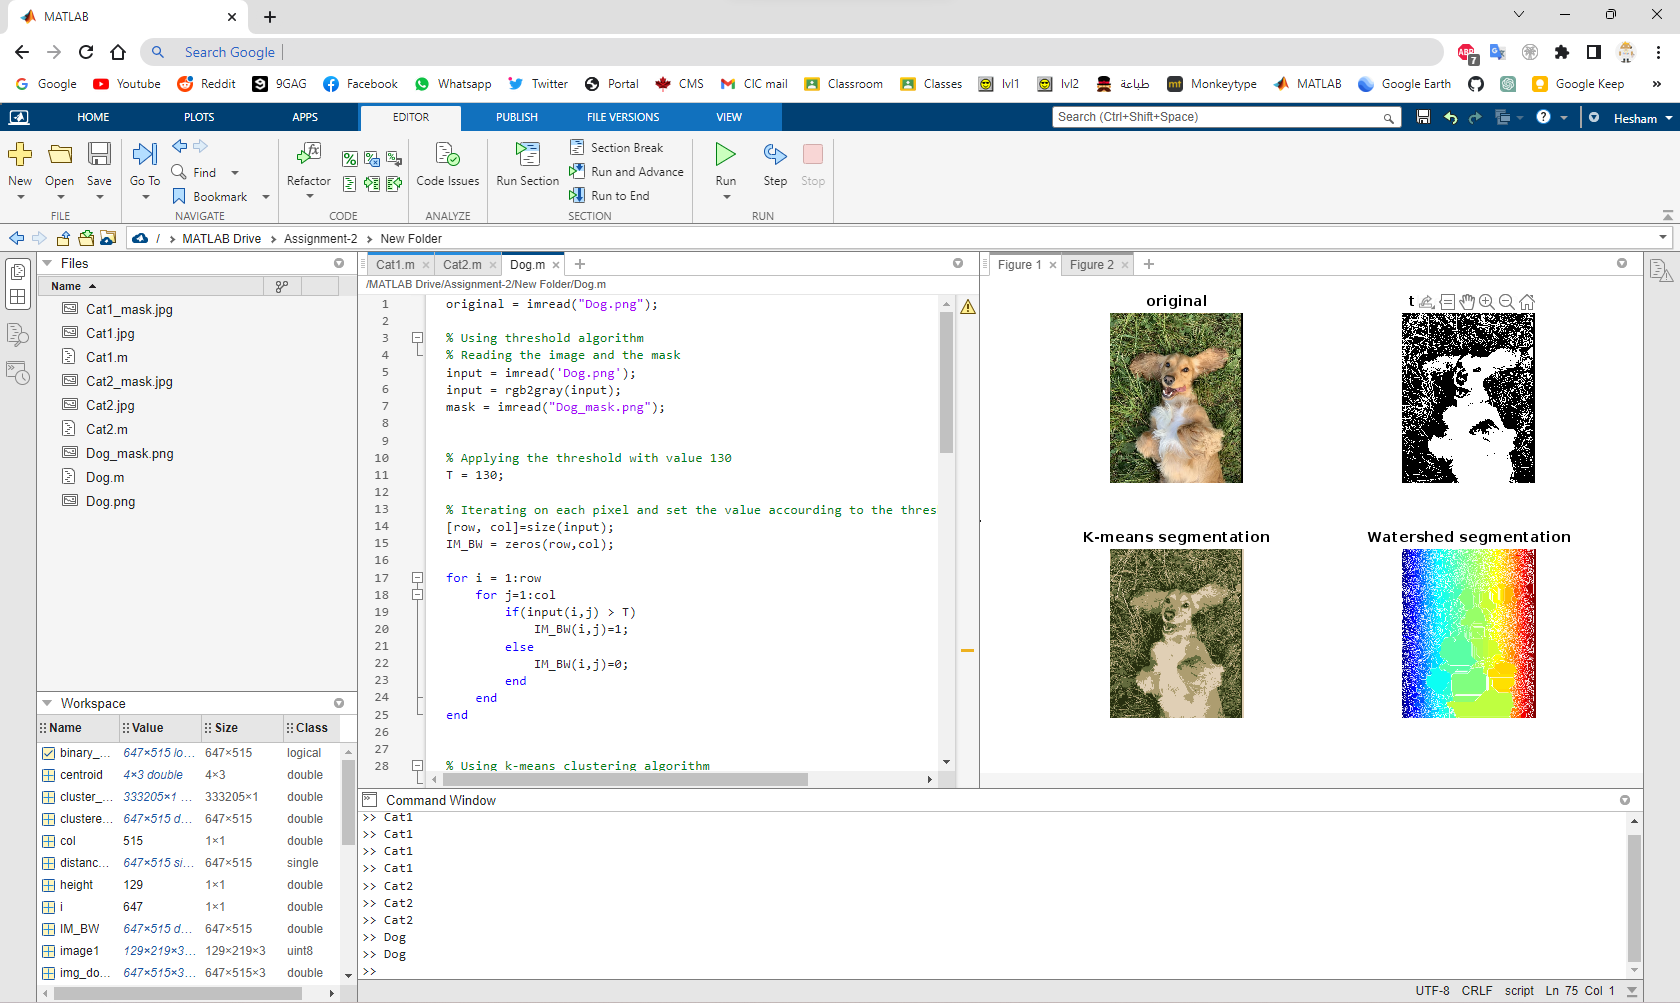 MATLAB
Search Google
ABP 7
Google Youtube Reddit 9GAG Facebook Whatsapp Twitter Portal CMS CIC mail Classroom Classes lvl1 lvl2 طباعة mt Monkeytype MATLAB Google Earth Google Keep »
HOME PLOTS APPS EDITOR PUBLISH FILE VERSIONS VIEW Search (Ctrl+Shift+Space) Hesham
New Open Save Go To Find Bookmark Refactor Code Issues Run Section Section Break Run and Advance Run to End Run Step Stop
FILE NAVIGATE CODE ANALYZE SECTION RUN
/ › MATLAB Drive › Assignment-2 › New Folder
Files
Name
Cat1_mask.jpg
Cat1.jpg
Cat1.m
Cat2_mask.jpg
Cat2.jpg
Cat2.m
Dog_mask.png
Dog.m
Dog.png
Workspace
Name Value Size Class
binary_... 647×515 lo... 647×515 logical
centroid 4×3 double 4×3 double
cluster_... 333205×1 ... 333205×1 double
clustere... 647×515 d... 647×515 double
col 515 1×1 double
distanc... 647×515 si... 647×515 single
height 129 1×1 double
i 647 1×1 double
IM_BW 647×515 d... 647×515 double
image1 129×219×3... 129×219×3 uint8
img_do... 647×515×3... 647×515×3 double
Cat1.m Cat2.m Dog.m
/MATLAB Drive/Assignment-2/New Folder/Dog.m
1 original = imread("Dog.png");
2
3 % Using threshold algorithm
4 % Reading the image and the mask
5 input = imread('Dog.png');
6 input = rgb2gray(input);
7 mask = imread("Dog_mask.png");
8
9
10 % Applying the threshold with value 130
11 T = 130;
12
13 % Iterating on each pixel and set the value accourding to the thres
14 [row, col]=size(input);
15 IM_BW = zeros(row,col);
16
17 for i = 1:row
18 for j=1:col
19 if(input(i,j) > T)
20 IM_BW(i,j)=1;
21 else
22 IM_BW(i,j)=0;
23 end
24 end
25 end
26
27
28 % Using k-means clustering algorithm
Figure 1 Figure 2
original t
K-means segmentation Watershed segmentation
Command Window
>> Cat1
>> Cat1
>> Cat1
>> Cat1
>> Cat2
>> Cat2
>> Cat2
>> Dog
>> Dog
>>
UTF-8 CRLF script Ln 75 Col 1